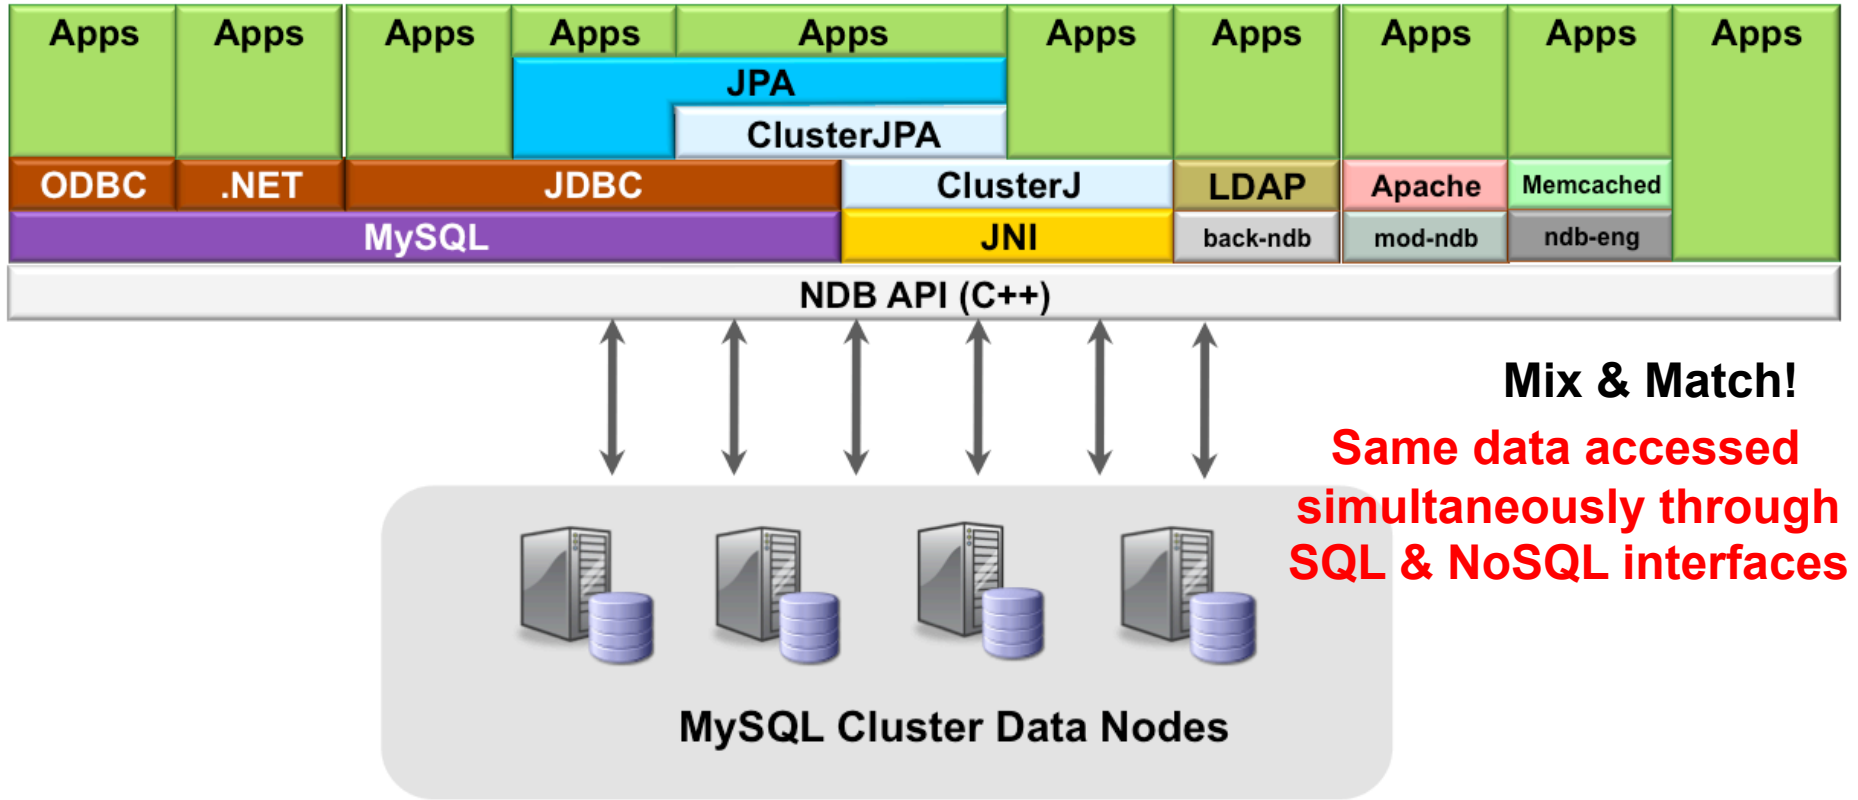 Apps Apps Apps Apps Apps Apps Apps Apps Apps Apps
JPA
ClusterJPA
ODBC .NET JDBC ClusterJ LDAP Apache Memcached
MySQL JNI back-ndb mod-ndb ndb-eng
NDB API (C++)
Mix & Match!
Same data accessed
simultaneously through
SQL & NoSQL interfaces
MySQL Cluster Data Nodes